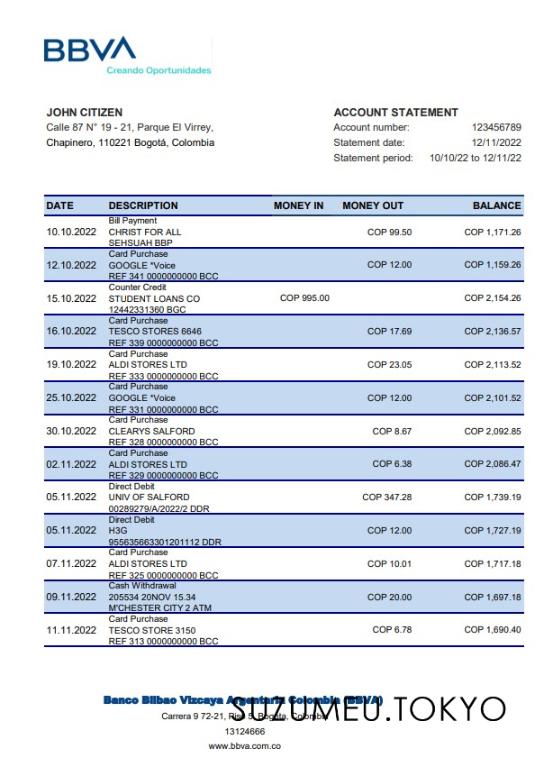 BBVA
Creando Oportunidades
JOHN CITIZEN
Calle 87 N° 19 - 21, Parque El Virrey,
Chapinero, 110221 Bogotá, Colombia
ACCOUNT STATEMENT
Account number: 123456789
Statement date: 12/11/2022
Statement period: 10/10/22 to 12/11/22
DATE DESCRIPTION MONEY IN MONEY OUT BALANCE
Bill Payment
10.10.2022 CHRIST FOR ALL COP 99.50 COP 1,171.26
SEHSUAH BBP
Card Purchase
12.10.2022 GOOGLE *Voice COP 12.00 COP 1,159.26
REF 341 0000000000 BCC
Counter Credit
15.10.2022 STUDENT LOANS CO COP 995.00 COP 2,154.26
12442331360 BGC
Card Purchase
16.10.2022 TESCO STORES 6646 COP 17.69 COP 2,136.57
REF 339 0000000000 BCC
Card Purchase
19.10.2022 ALDI STORES LTD COP 23.05 COP 2,113.52
REF 333 0000000000 BCC
Card Purchase
25.10.2022 GOOGLE *Voice COP 12.00 COP 2,101.52
REF 331 0000000000 BCC
Card Purchase
30.10.2022 CLEARYS SALFORD COP 8.67 COP 2,092.85
REF 328 0000000000 BCC
Card Purchase
02.11.2022 ALDI STORES LTD COP 6.38 COP 2,086.47
REF 329 0000000000 BCC
Direct Debit
05.11.2022 UNIV OF SALFORD COP 347.28 COP 1,739.19
00289279/A/2022/2 DDR
Direct Debit
05.11.2022 H3G COP 12.00 COP 1,727.19
955635663301201112 DDR
Card Purchase
07.11.2022 ALDI STORES LTD COP 10.01 COP 1,717.18
REF 325 0000000000 BCC
Cash Withdrawal
09.11.2022 205534 20NOV 15.34 COP 20.00 COP 1,697.18
M'CHESTER CITY 2 ATM
Card Purchase
11.11.2022 TESCO STORE 3150 COP 6.78 COP 1,690.40
REF 313 0000000000 BCC
Banco Bilbao Vizcaya Argentaria Colombia (BBVA)
SUZUMEU.TOKYO
Carrera 9 72-21, Piso 5, Bogota, Colombia
13124666
www.bbva.com.co